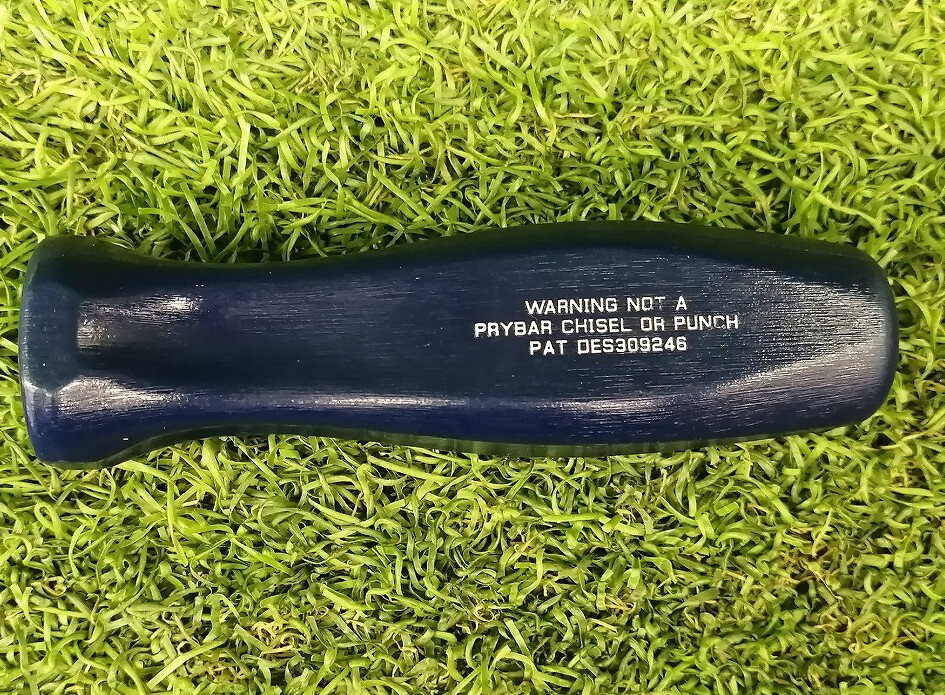 WARNING NOT A
PRYBAR CHISEL OR PUNCH
PAT DES309246